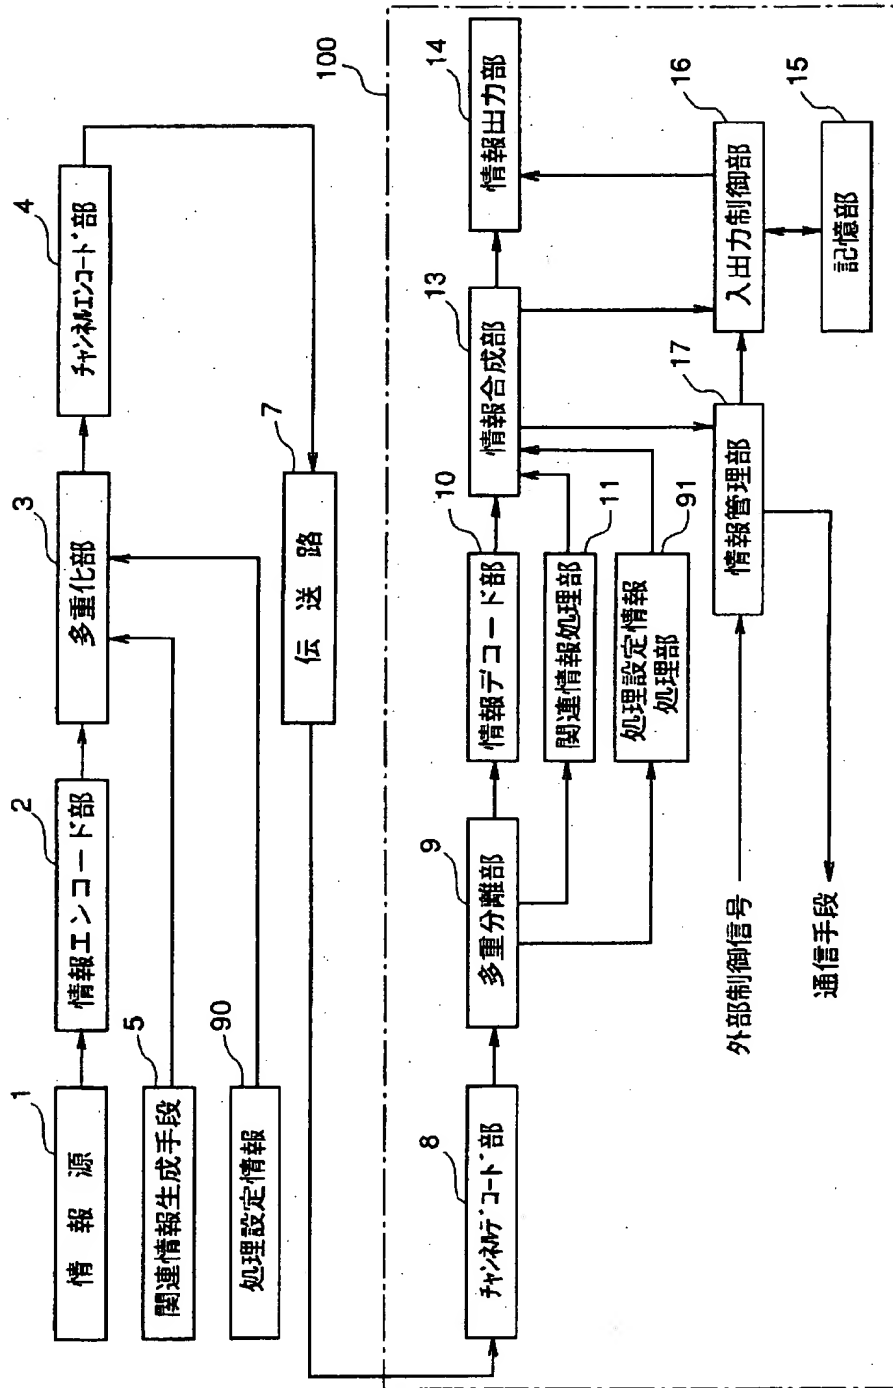 1
情報源
2
情報エンコード部
3
多重化部
4
チャンネルエンコード部
5
関連情報生成手段
90
処理設定情報
7
伝送路
100
8
チャンネルデコード部
9
多重分離部
10
情報デコード部
13
情報合成部
14
情報出力部
11
関連情報処理部
91
処理設定情報
処理部
17
情報管理部
16
入出力制御部
15
記憶部
外部制御信号
通信手段